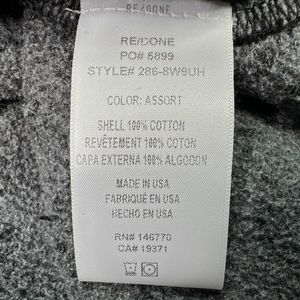 RE/DONE
RE/DONE
PO# 5899
STYLE# 286-8W9UH
COLOR: ASSORT
SHELL 100% COTTON
REVÊTEMENT 100% COTON
CAPA EXTERNA 100% ALGODON
MADE IN USA
FABRIQUÉ EN USA
HECHO EN USA
RN# 146770
CA# 19371